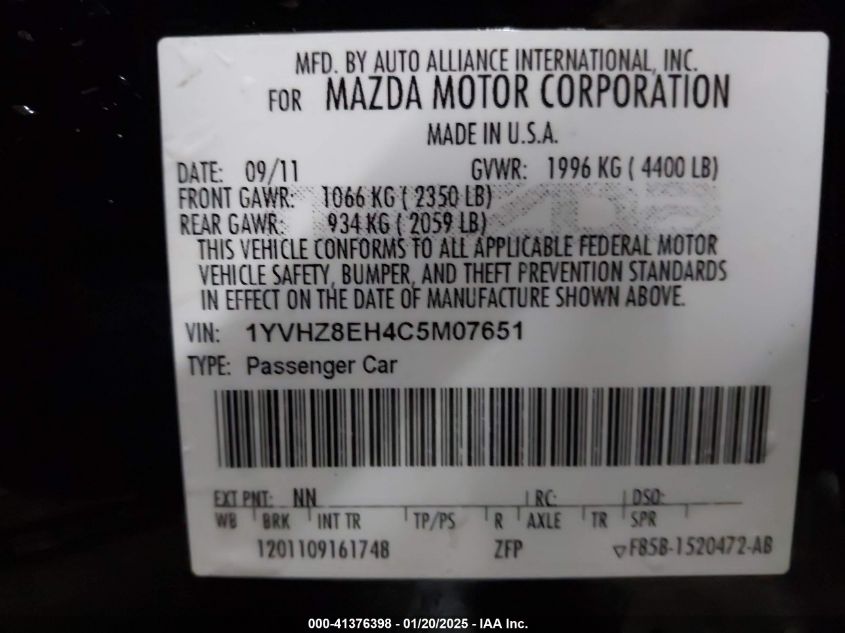 MFD. BY AUTO ALLIANCE INTERNATIONAL, INC.
FOR MAZDA MOTOR CORPORATION
MADE IN U.S.A.
DATE: 09/11 GVWR: 1996 KG ( 4400 LB)
FRONT GAWR: 1066 KG ( 2350 LB)
REAR GAWR: 934 KG ( 2059 LB)
THIS VEHICLE CONFORMS TO ALL APPLICABLE FEDERAL MOTOR
VEHICLE SAFETY, BUMPER, AND THEFT PREVENTION STANDARDS
IN EFFECT ON THE DATE OF MANUFACTURE SHOWN ABOVE.
VIN: 1YVHZ8EH4C5M07651
TYPE: Passenger Car
EXT PNT: NN RC: DSO:
WB BRK INT TR TP/PS R AXLE TR SPR
1201109161748 ZFP ▽F85B-1520472-AB
000-41376398 - 01/20/2025 - IAA Inc.